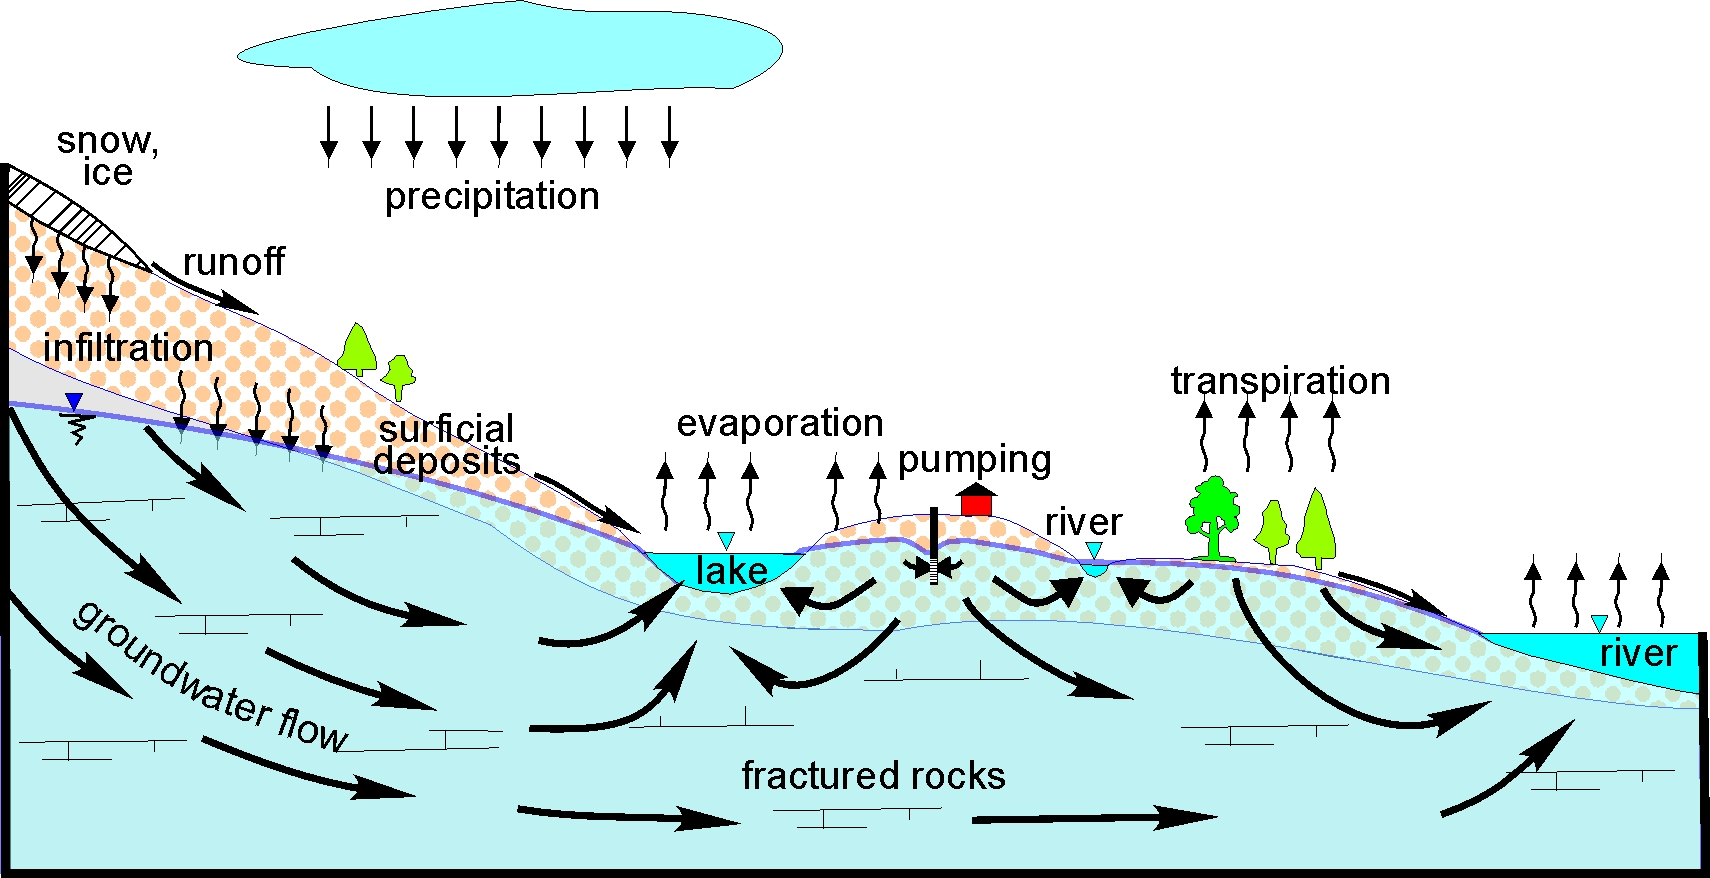 snow,
ice
precipitation
runoff
infiltration
surficial
deposits
evaporation
pumping
transpiration
river
lake
river
groundwater flow
fractured rocks